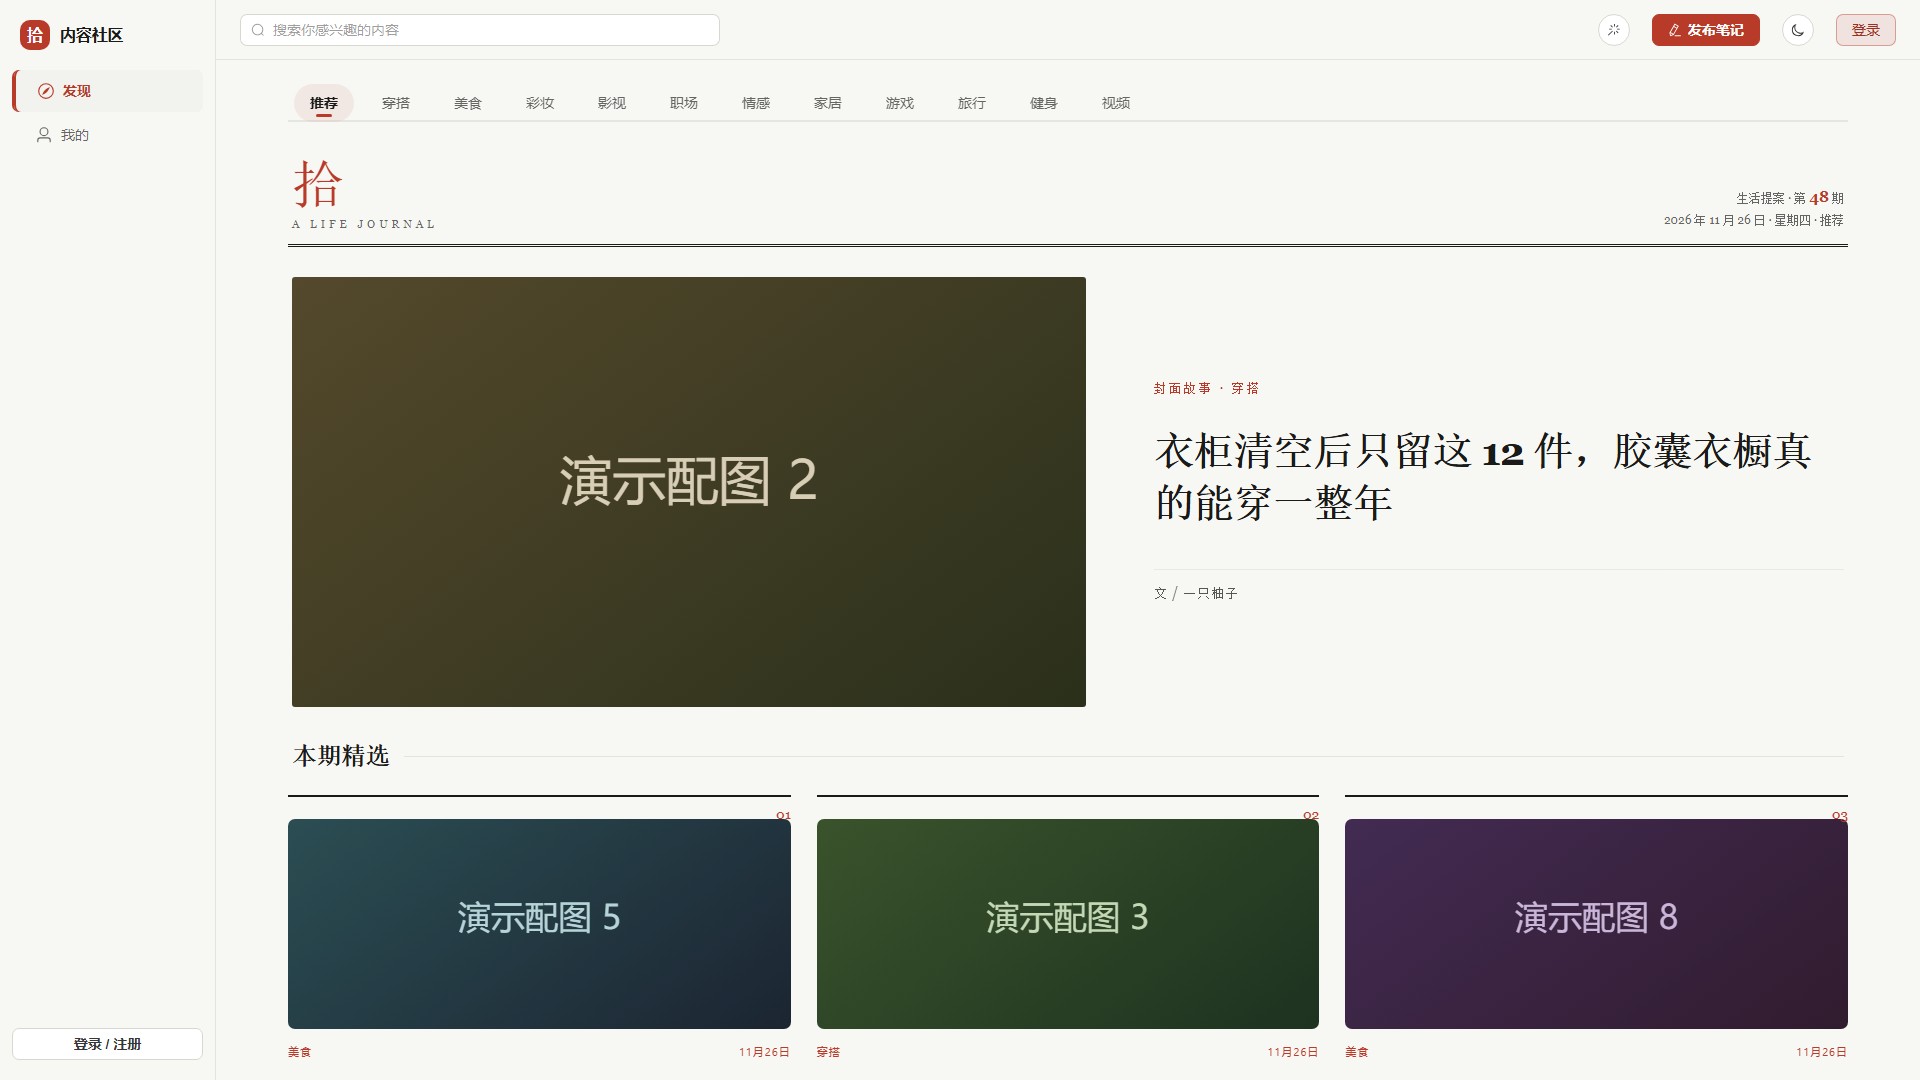 拾 内容社区
搜索你感兴趣的内容
发布笔记
登录
发现
我的
推荐 穿搭 美食 彩妆 影视 职场 情感 家居 游戏 旅行 健身 视频
拾
A LIFE JOURNAL
生活提案 · 第 48 期
2026 年 11 月 26 日 · 星期四 · 推荐
演示配图 2
封面故事 · 穿搭
衣柜清空后只留这 12 件，胶囊衣橱真
的能穿一整年
文 / 一只柚子
本期精选
01
演示配图 5
美食 11月26日
02
演示配图 3
穿搭 11月26日
03
演示配图 8
美食 11月26日
登录 / 注册